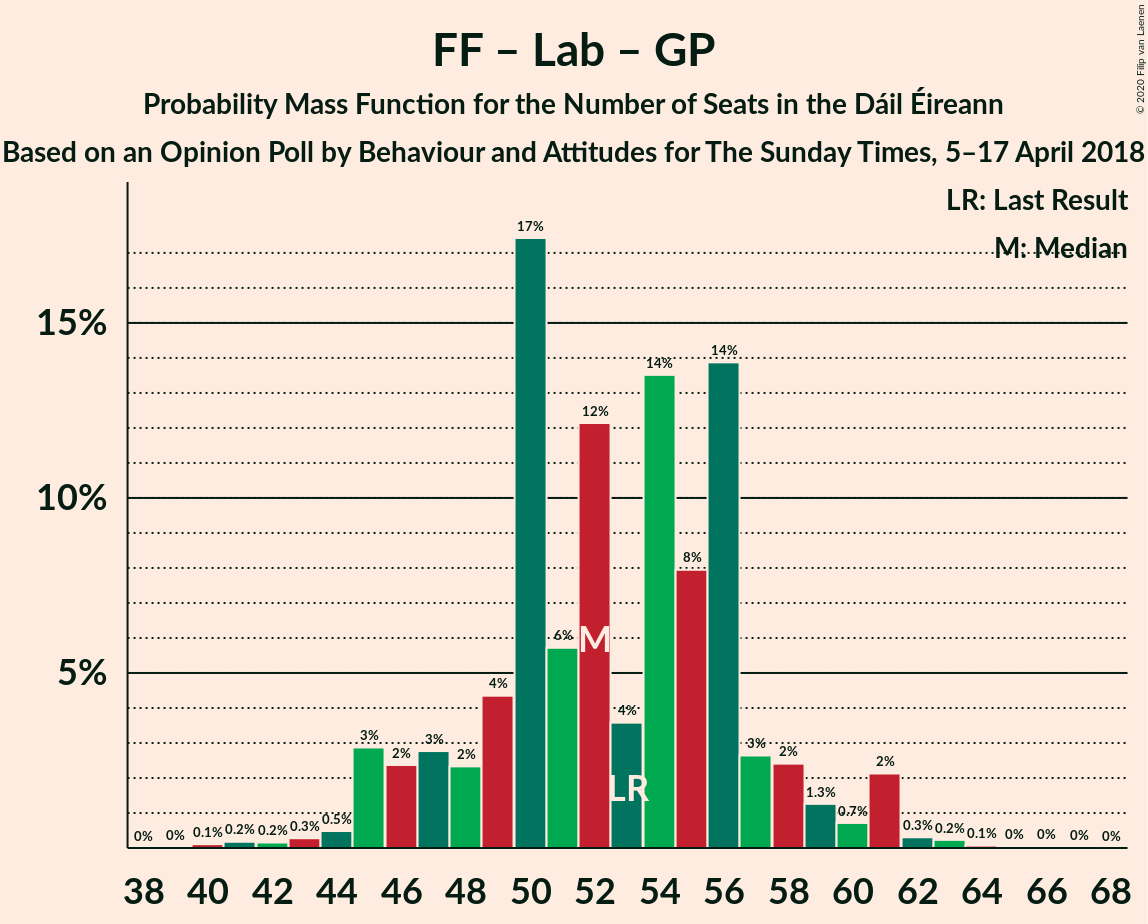 FF – Lab – GP
Probability Mass Function for the Number of Seats in the Dáil Éireann
Based on an Opinion Poll by Behaviour and Attitudes for The Sunday Times, 5–17 April 2018
© 2020 Filip van Laenen
LR: Last Result
M: Median
15%
10%
5%
0% 0% 0.1% 0.2% 0.2% 0.3% 0.5% 3% 2% 3% 2% 4% 17% 6% 12% 4% 14% 8% 14% 3% 2% 1.3% 0.7% 2% 0.3% 0.2% 0.1% 0% 0% 0% 0%
M
LR
38 40 42 44 46 48 50 52 54 56 58 60 62 64 66 68